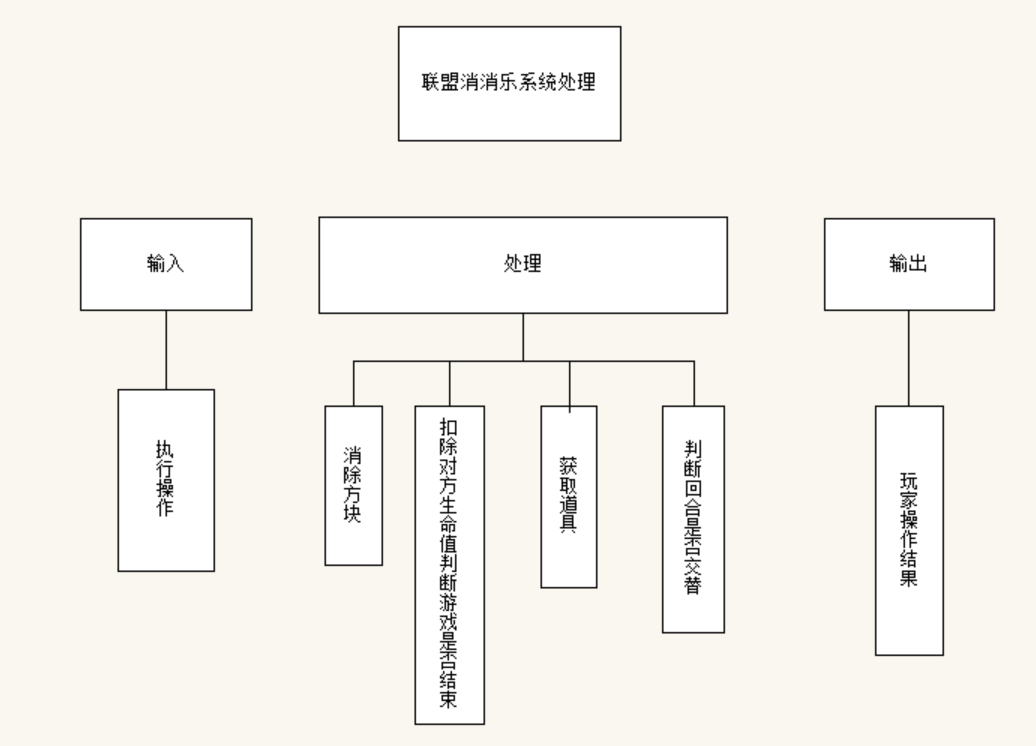 联盟消消乐系统处理
输入
处理
输出
执行操作
消除方块
扣除对方生命值判断游戏是否结束
获取道具
判断回合是否交替
玩家操作结果